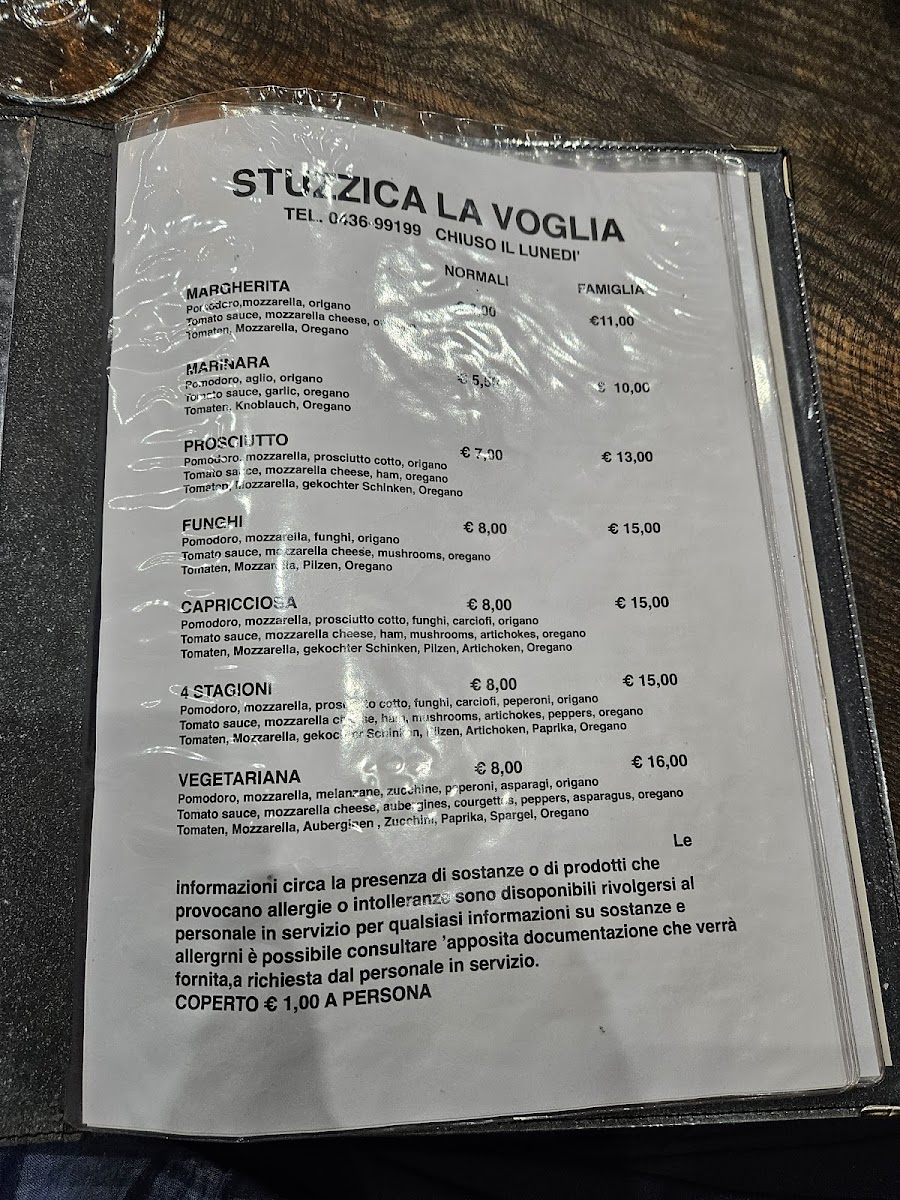 STUZZICA LA VOGLIA
TEL. 0436 99199 CHIUSO IL LUNEDI'
NORMALI FAMIGLIA
MARGHERITA
Pomodoro,mozzarella, origano
€11,00
Tomato sauce, mozzarella cheese,
Tomaten, Mozzarella, Oregano
MARINARA
Pomodoro, aglio, origano
10,00
Tomato sauce, garlic, oregano
Tomaten, Knoblauch, Oregano
PROSCIUTTO € 7,00 € 13,00
Pomodoro, mozzarella, prosciutto cotto, origano
Tomato sauce, mozzarella cheese, ham, oregano
Tomaten, Mozzarella, gekochter Schinken, Oregano
FUNGHI € 8,00 € 15,00
Pomodoro, mozzarella, funghi, origano
Tomato sauce, mozzarella cheese, mushrooms, oregano
Tomaten, Mozzarella, Pilzen, Oregano
CAPRICCIOSA € 8,00 € 15,00
Pomodoro, mozzarella, prosciutto cotto, funghi, carciofi, origano
Tomato sauce, mozzarella cheese, ham, mushrooms, artichokes, oregano
Tomaten, Mozzarella, gekochter Schinken, Pilzen, Artichoken, Oregano
4 STAGIONI € 8,00 € 15,00
Pomodoro, mozzarella, prosciutto cotto, funghi, carciofi, peperoni, origano
Tomato sauce, mozzarella cheese, ham, mushrooms, artichokes, peppers, oregano
Tomaten, Mozzarella, gekochter Schinken, Pilzen, Artichoken, Paprika, Oregano
VEGETARIANA € 8,00 € 16,00
Pomodoro, mozzarella, melanzane, zucchine, peperoni, asparagi, origano
Tomato sauce, mozzarella cheese, aubergines, courgettes, peppers, asparagus, oregano
Tomaten, Mozzarella, Auberginen , Zucchini, Paprika, Spargel, Oregano
Le
informazioni circa la presenza di sostanze o di prodotti che
provocano allergie o intolleranze sono disoponibili rivolgersi al
personale in servizio per qualsiasi informazioni su sostanze e
allergrni è possibile consultare 'apposita documentazione che verrà
fornita,a richiesta dal personale in servizio.
COPERTO € 1,00 A PERSONA